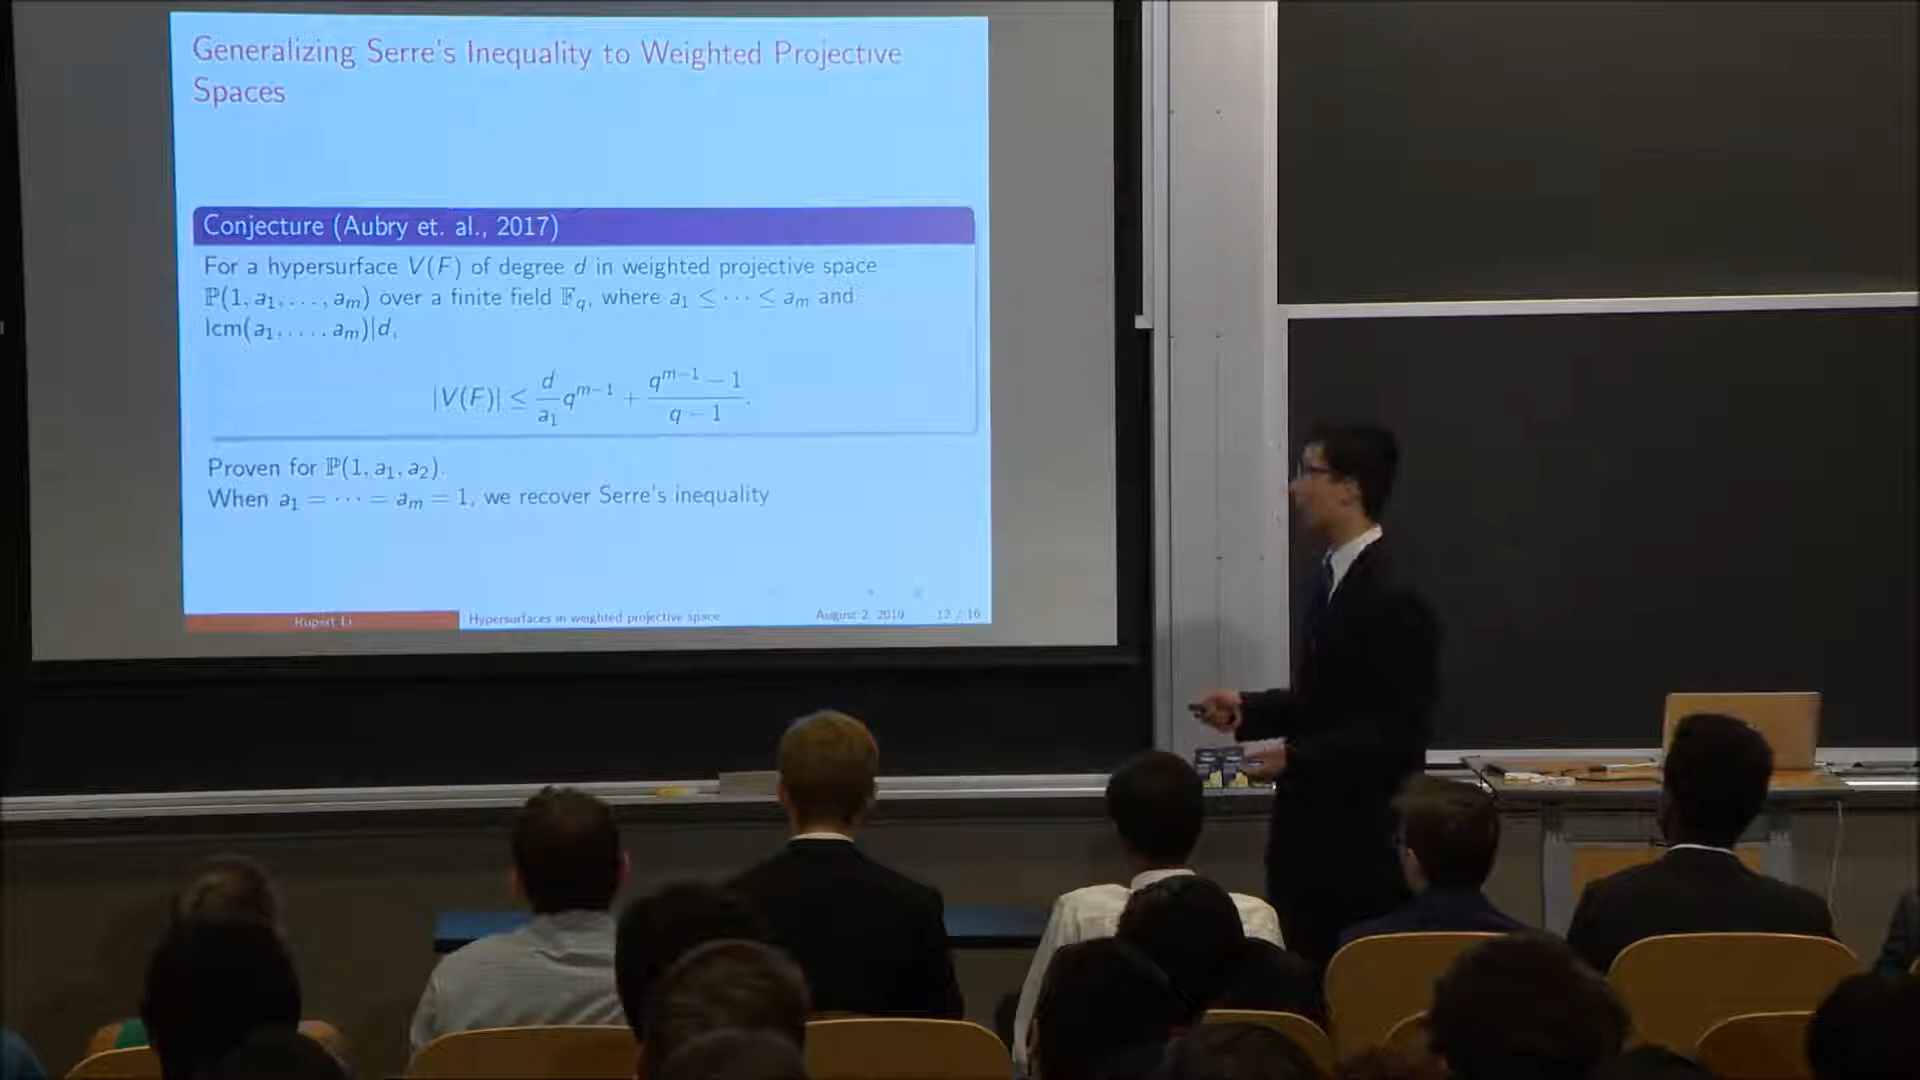 Generalizing Serre's Inequality to Weighted Projective
Spaces
Conjecture (Aubry et. al., 2017)
For a hypersurface V(F) of degree d in weighted projective space
ℙ(1, a₁, . . . , aₘ) over a finite field 𝔽q, where a₁ ≤ ··· ≤ aₘ and
lcm(a₁, . . . , aₘ)|d,
|V(F)| ≤ d/a₁ q^{m−1} + (q^{m−1} − 1)/(q − 1).
Proven for ℙ(1, a₁, a₂).
When a₁ = ··· = aₘ = 1, we recover Serre's inequality
Rupert Li
Hypersurfaces in weighted projective space
August 2, 2019
12 / 16